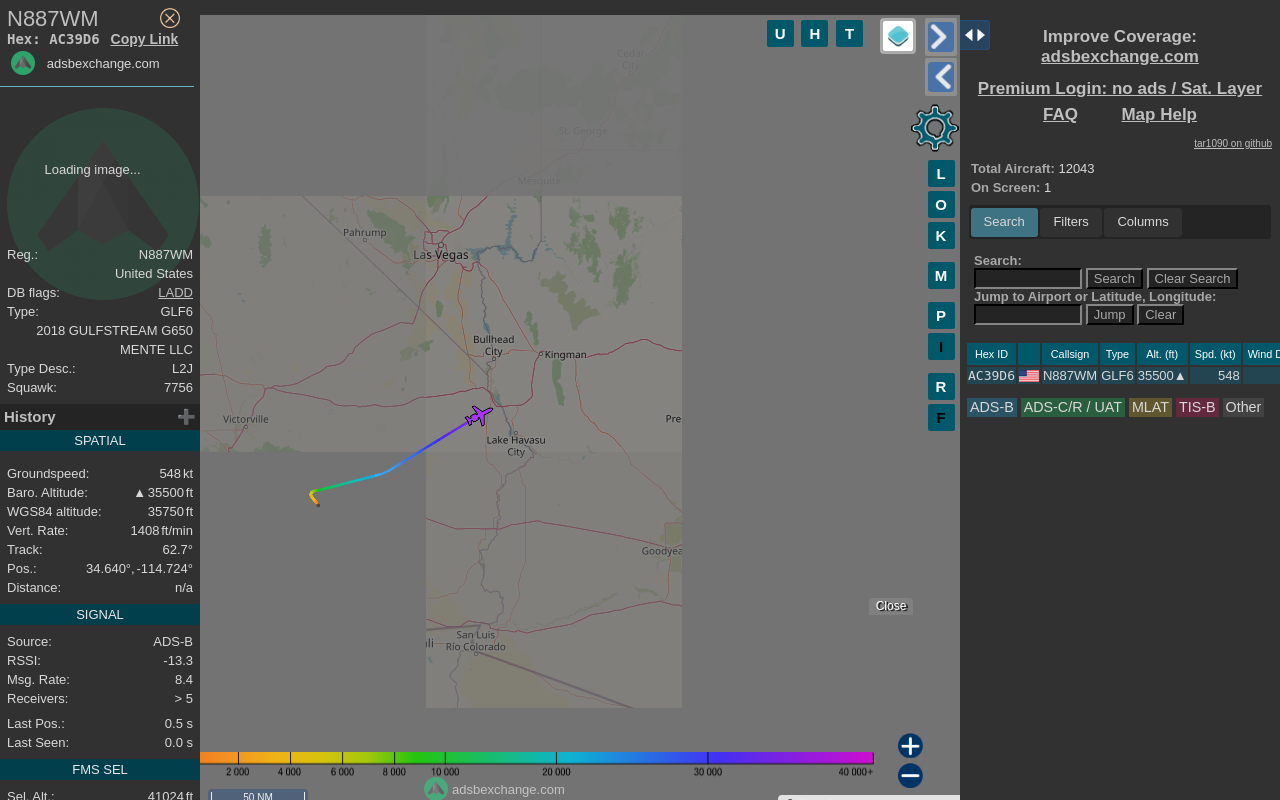 N887WM
Hex: AC39D6 Copy Link
adsbexchange.com
Loading image...
Reg.: N887WM
United States
DB flags: LADD
Type: GLF6
2018 GULFSTREAM G650
MENTE LLC
Type Desc.: L2J
Squawk: 7756
History
SPATIAL
Groundspeed: 548 kt
Baro. Altitude: ▲ 35500 ft
WGS84 altitude: 35750 ft
Vert. Rate: 1408 ft/min
Track: 62.7°
Pos.: 34.640°, -114.724°
Distance: n/a
SIGNAL
Source: ADS-B
RSSI: -13.3
Msg. Rate: 8.4
Receivers: > 5
Last Pos.: 0.5 s
Last Seen: 0.0 s
FMS SEL
Sel. Alt.: 41024 ft
U H T
L
O
K
M
P
I
R
F
Cedar
City
St. George
Mesquite
Pahrump
Las Vegas
Bullhead
City
Kingman
Victorville
Pre
Lake Havasu
City
Goodyea
San Luis
Río Colorado
ali
Close
2 000 4 000 6 000 8 000 10 000 20 000 30 000 40 000+
adsbexchange.com
50 NM
Improve Coverage:
adsbexchange.com
Premium Login: no ads / Sat. Layer
FAQ Map Help
tar1090 on github
Total Aircraft: 12043
On Screen: 1
Search Filters Columns
Search:
Search Clear Search
Jump to Airport or Latitude, Longitude:
Jump Clear
Hex ID Callsign Type Alt. (ft) Spd. (kt) Wind D
AC39D6 N887WM GLF6 35500▲ 548
ADS-B ADS-C/R / UAT MLAT TIS-B Other